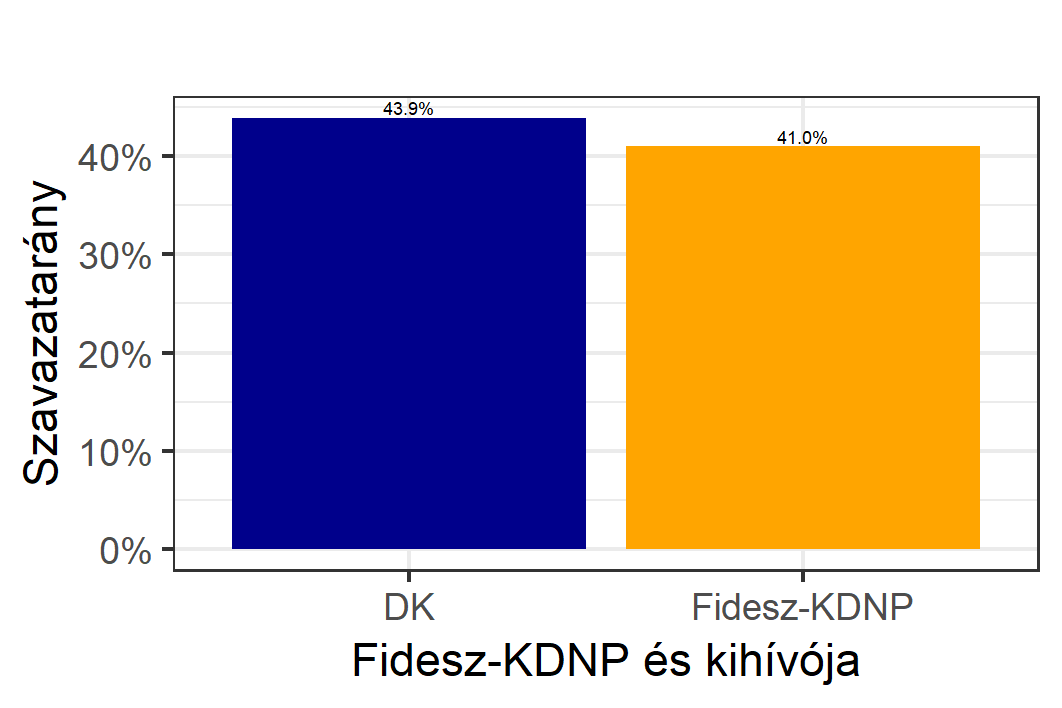 Szavazatarány
43.9%
41.0%
40%
30%
20%
10%
0%
DK
Fidesz-KDNP
Fidesz-KDNP és kihívója